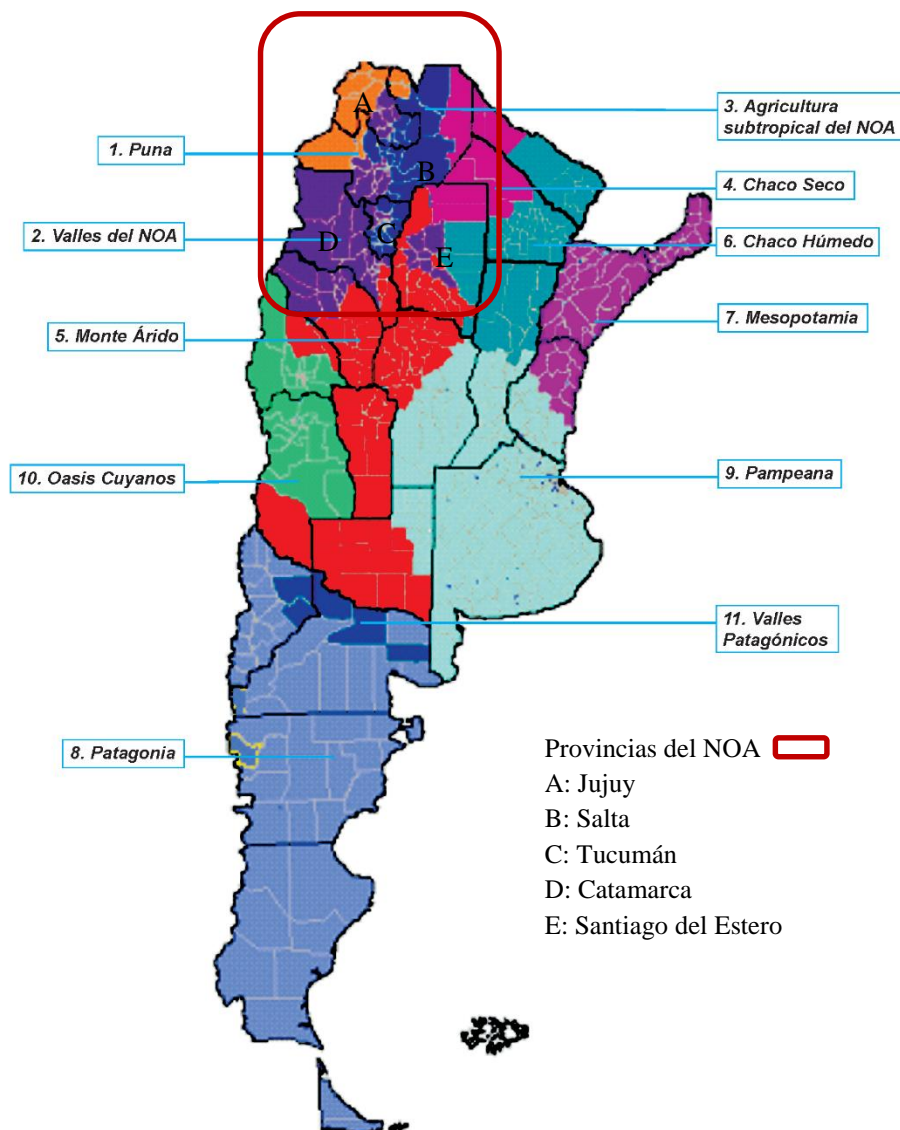 A
3. Agricultura
subtropical del NOA
1. Puna
B
4. Chaco Seco
2. Valles del NOA
D
C
E
6. Chaco Húmedo
5. Monte Árido
7. Mesopotamia
10. Oasis Cuyanos
9. Pampeana
11. Valles
Patagónicos
8. Patagonia
Provincias del NOA
A: Jujuy
B: Salta
C: Tucumán
D: Catamarca
E: Santiago del Estero